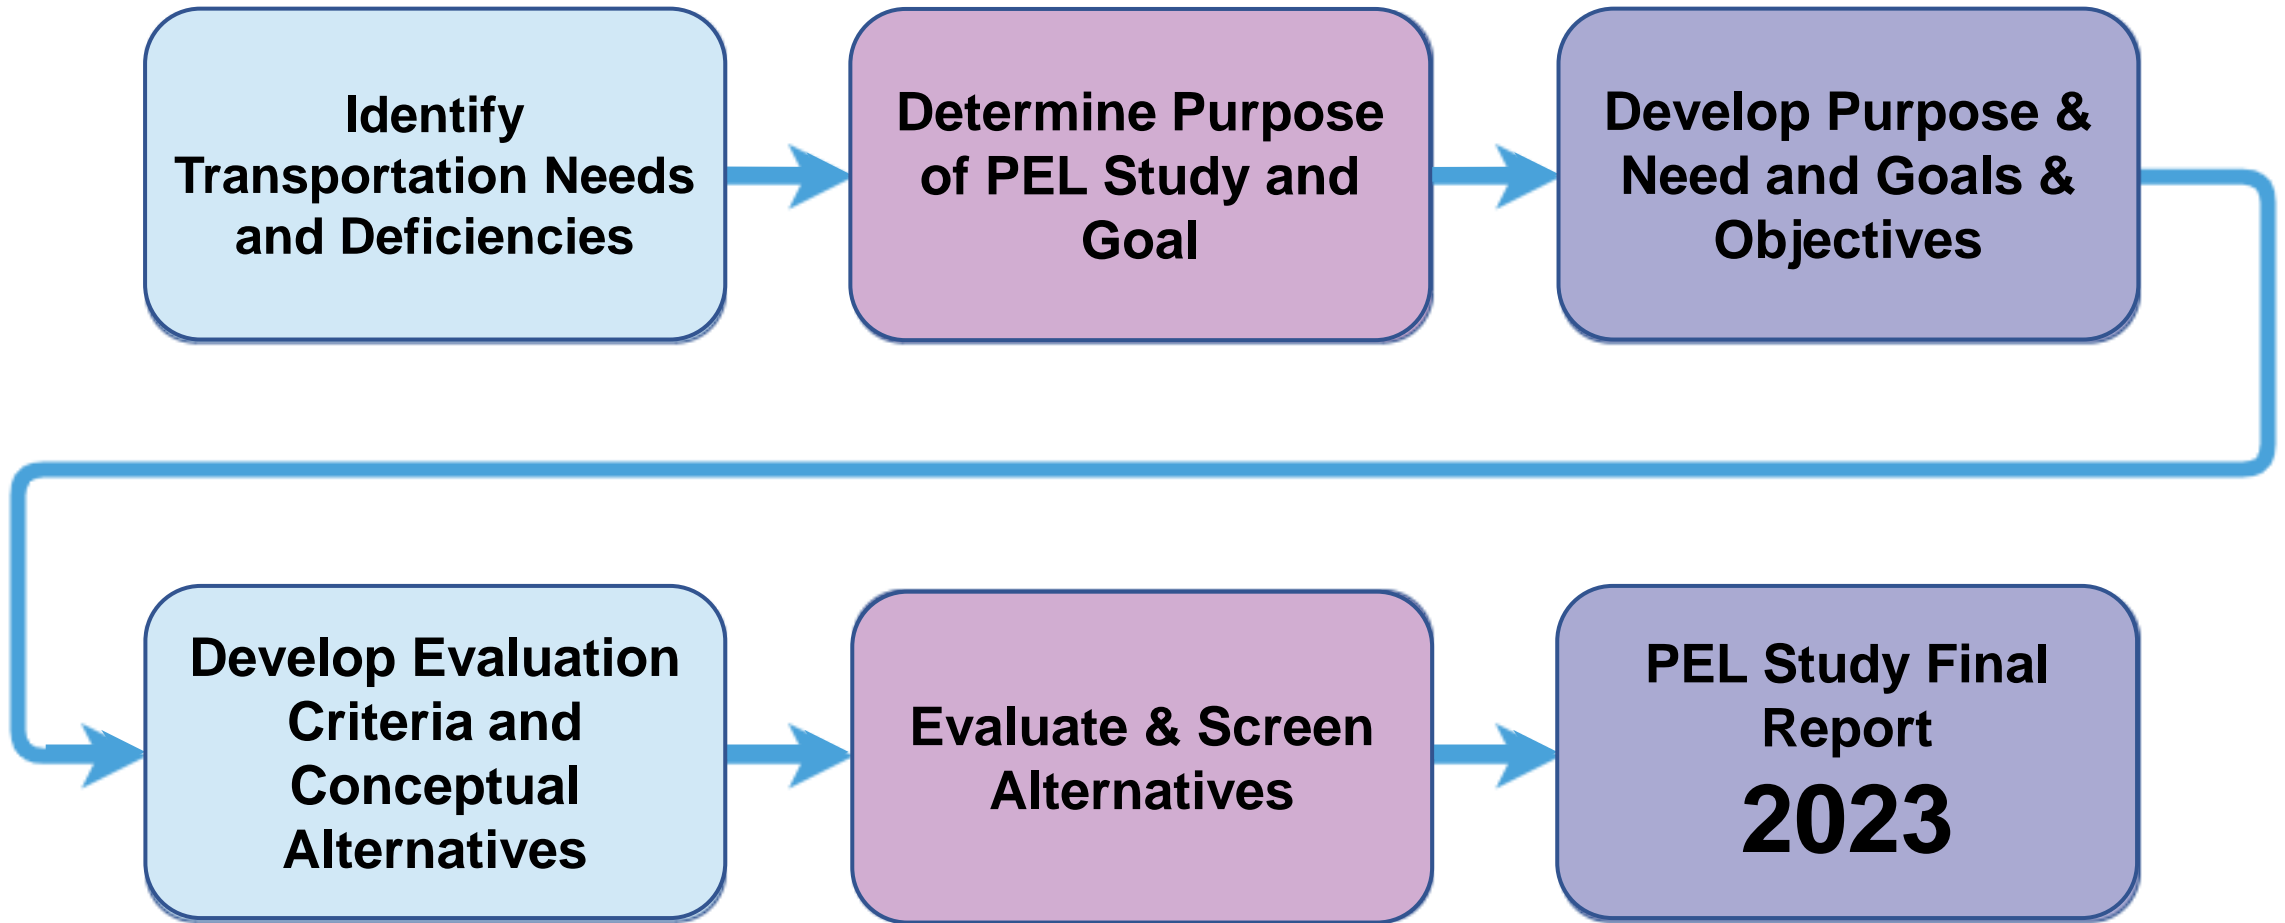 Identify
Transportation Needs
and Deficiencies
Determine Purpose
of PEL Study and
Goal
Develop Purpose &
Need and Goals &
Objectives
Develop Evaluation
Criteria and
Conceptual
Alternatives
Evaluate & Screen
Alternatives
PEL Study Final
Report
2023